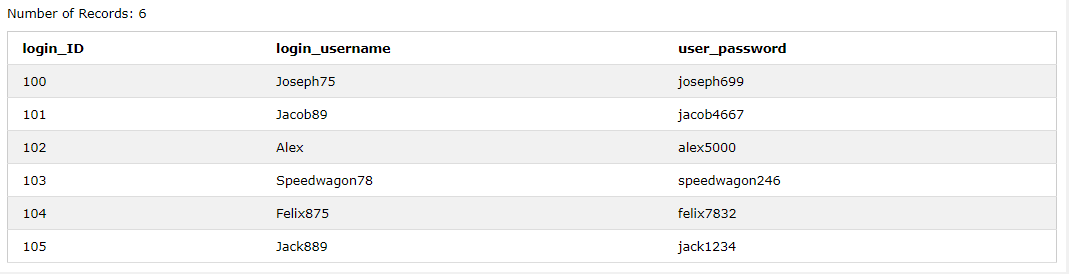 Number of Records: 6
login_ID login_username user_password
100 Joseph75 joseph699
101 Jacob89 jacob4667
102 Alex alex5000
103 Speedwagon78 speedwagon246
104 Felix875 felix7832
105 Jack889 jack1234